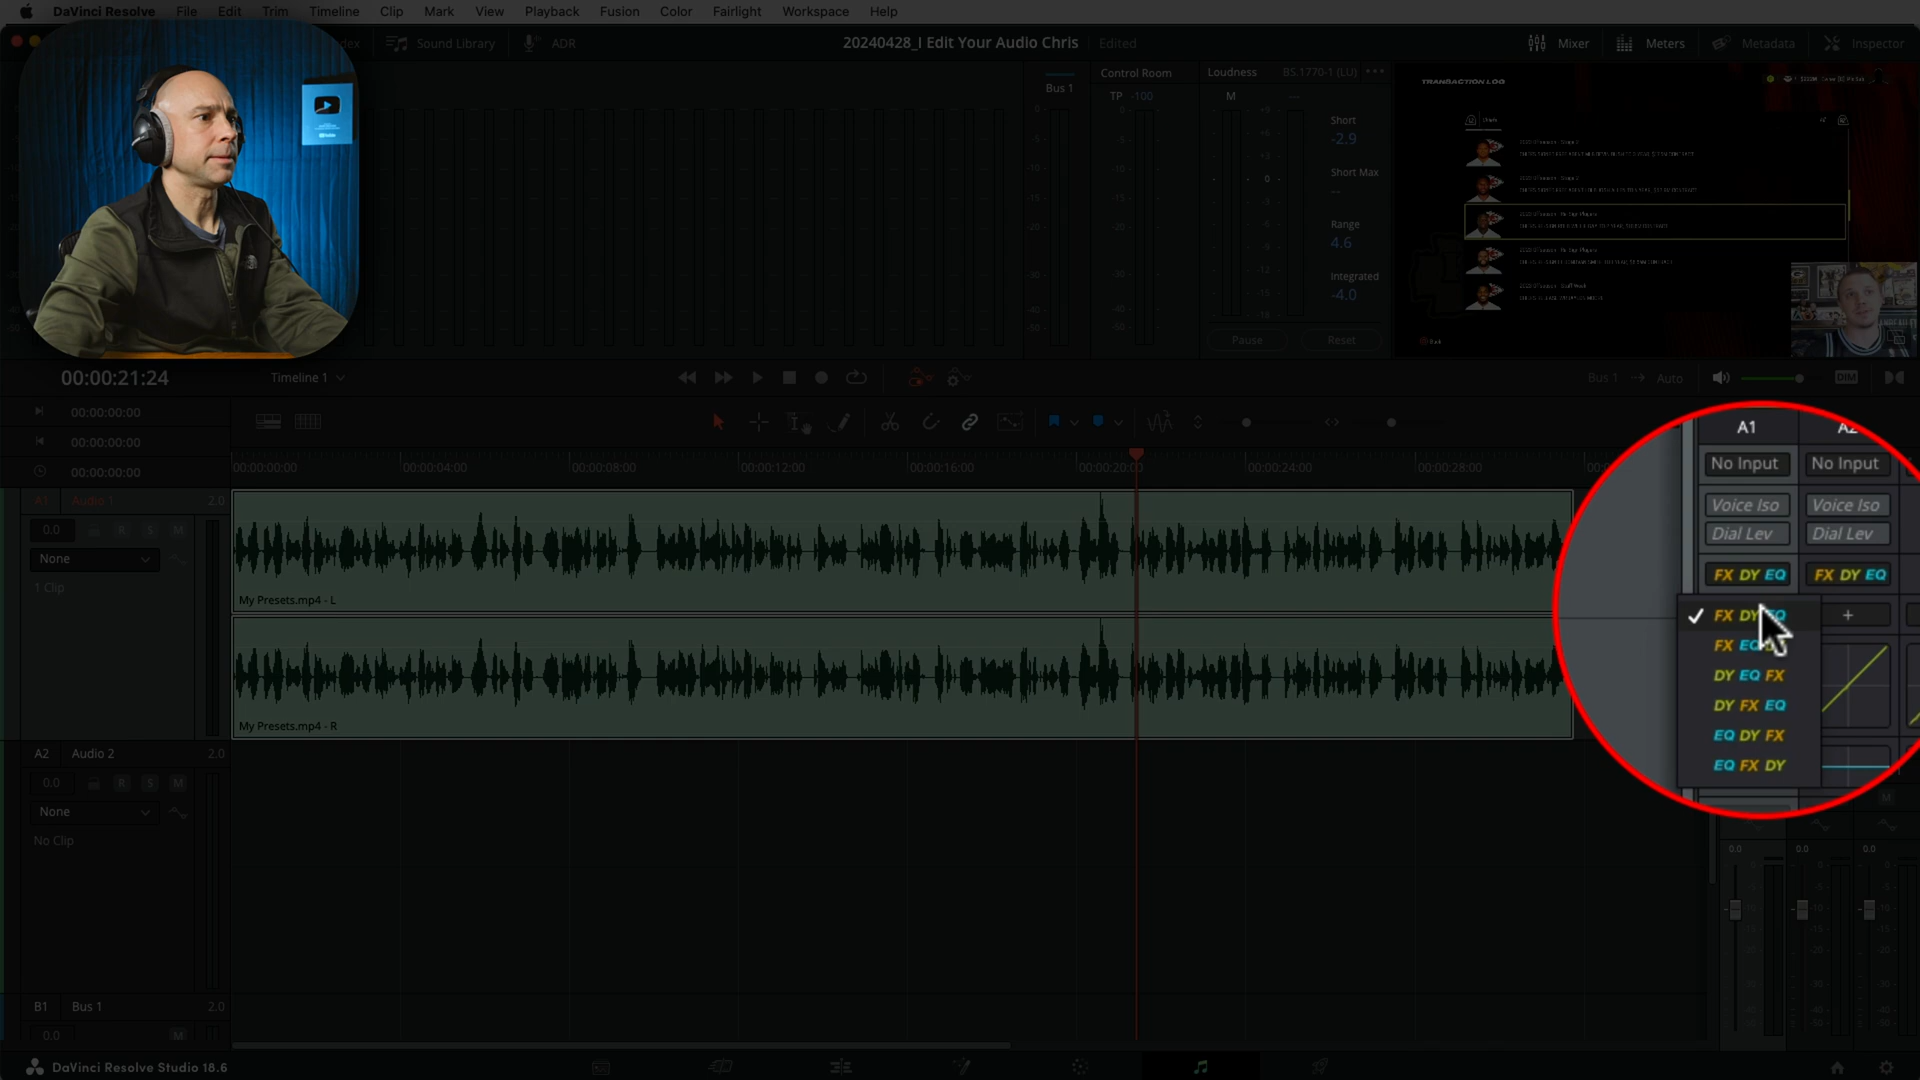 DaVinci Resolve File Edit Trim Timeline Clip Mark View Playback Fusion Color Fairlight Workspace Help
Sound Library ADR 20240428_I Edit Your Audio Chris Edited Mixer Meters Metadata Inspector
Bus 1
Control Room
TP -100
Loudness BS.1770-1 (LU)
M
Short
-2.9
Short Max
--
Range
4.6
Integrated
-4.0
Pause Reset
TRANSACTION LOG
00:00:21:24 Timeline 1 Bus 1 Auto DIM
00:00:00:00
00:00:00:00
00:00:00:00
00:00:00:00 00:00:04:00 00:00:08:00 00:00:12:00 00:00:16:00 00:00:20:00 00:00:24:00 00:00:28:00
A1 Audio 1 2.0
0.0 R S M
None
1 Clip
My Presets.mp4 - L
My Presets.mp4 - R
A2 Audio 2 2.0
0.0 R S M
None
No Clip
B1 Bus 1 2.0
0.0 M
A1 A2
No Input No Input
Voice Iso Voice Iso
Dial Lev Dial Lev
FX DY EQ FX DY EQ
FX DY EQ
FX EQ
DY EQ FX
DY FX EQ
EQ DY FX
EQ FX DY
0.0 0.0 0.0
DaVinci Resolve Studio 18.6